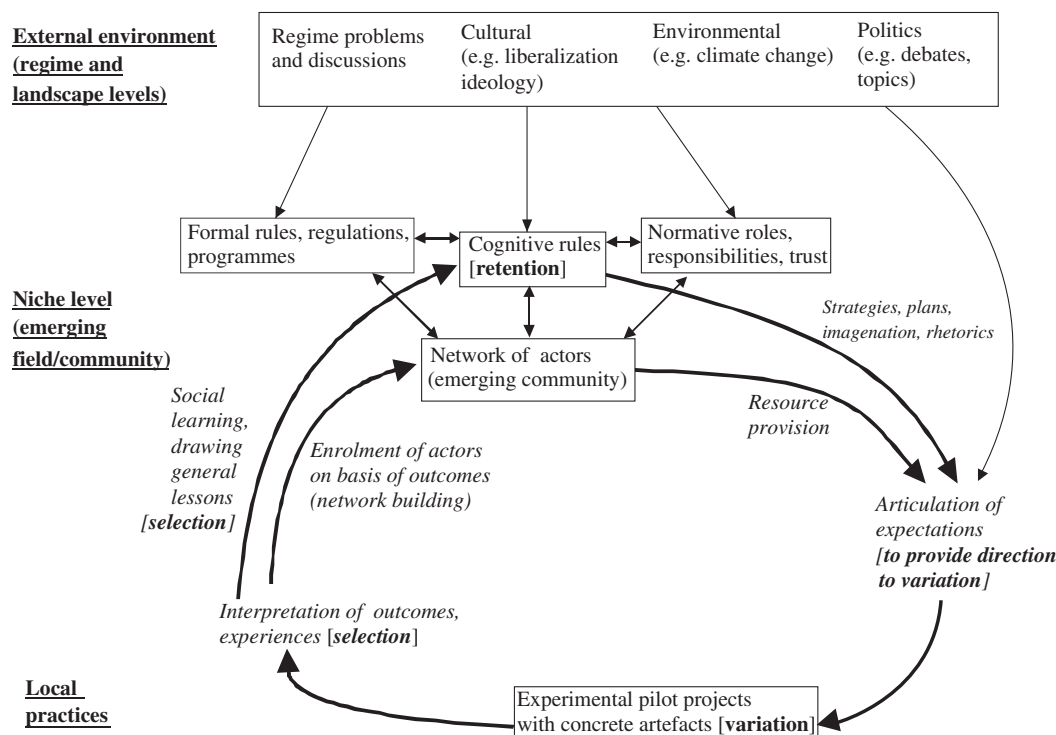 External environment
(regime and
landscape levels)
Regime problems
and discussions
Cultural
(e.g. liberalization
ideology)
Environmental
(e.g. climate change)
Politics
(e.g. debates,
topics)
Formal rules, regulations,
programmes
Cognitive rules
[retention]
Normative roles,
responsibilities, trust
Niche level
(emerging
field/community)
Strategies, plans,
imagenation, rhetorics
Network of actors
(emerging community)
Resource
provision
Social
learning,
drawing
general
lessons
[selection]
Enrolment of actors
on basis of outcomes
(network building)
Articulation of
expectations
[to provide direction
to variation]
Interpretation of outcomes,
experiences [selection]
Local
practices
Experimental pilot projects
with concrete artefacts [variation]